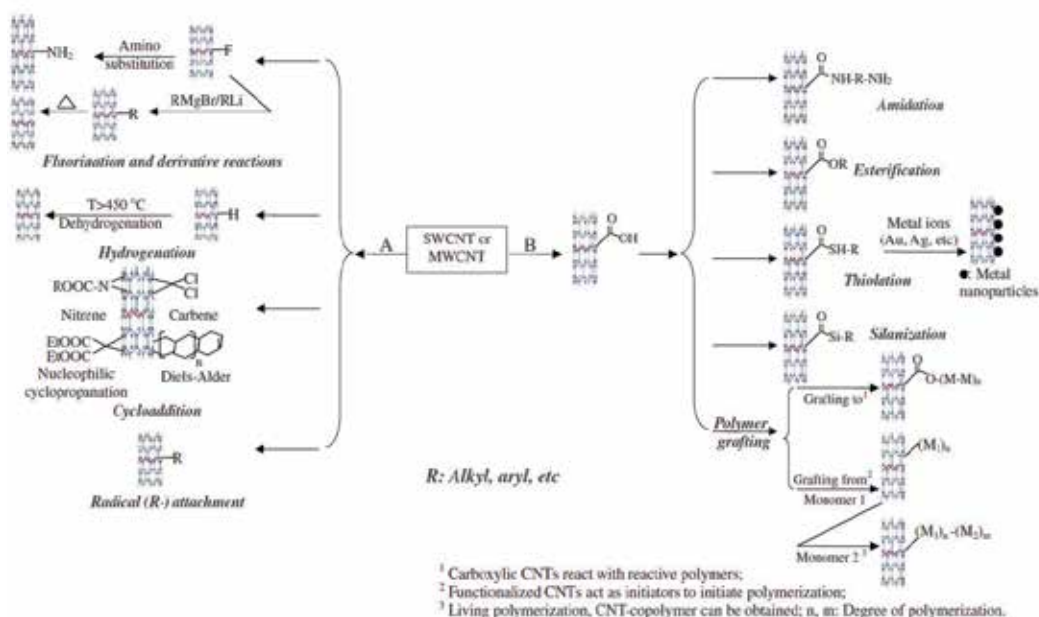 Amino
substitution
NH₂
F
RMgBr/RLi
△
R
Fluoriuation and derivative reactions
T>450 °C
Dehydrogenation
H
Hydrogenation
ROOC-N
Cl
Cl
Nitrene
Carbene
EtOOC
EtOOC
n
Nucleophilic
cyclopropanation
Diels-Alder
Cycloaddition
R
Radical (R-) attachment
A
SWCNT or
MWCNT
B
O
OH
R: Alkyl, aryl, etc
O
NH-R-NH₂
Amidation
O
OR
Esterification
O
SH-R
Thiolation
Metal ions
(Au, Ag, etc)
●: Metal
nanoparticles
O
Si-R
Silanization
Polymer
grafting
Grafting to¹
O
O-(M-M)ₙ
Grafting from²
Monomer 1
(M₁)ₙ
Monomer 2³
(M₁)ₙ-(M₂)ₘ
¹ Carboxylic CNTs react with reactive polymers;
² Functionalized CNTs act as initiators to initiate polymerization;
³ Living polymerization, CNT-copolymer can be obtained; n, m: Degree of polymerization.